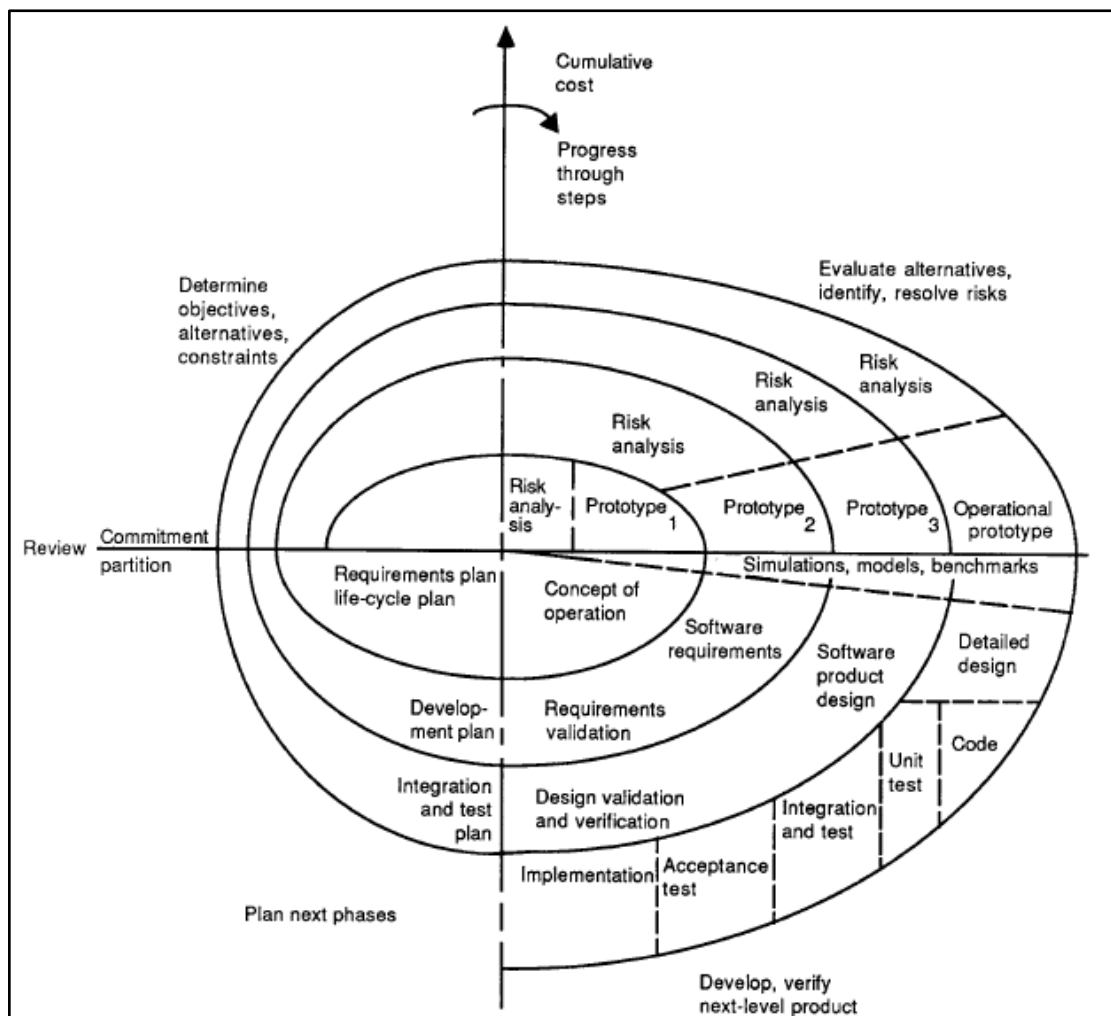 Cumulative
cost
Progress
through
steps
Determine
objectives,
alternatives,
constraints
Evaluate alternatives,
identify, resolve risks
Risk
analysis
Risk
analysis
Risk
analysis
Risk
analy-
sis
Prototype 1
Prototype 2
Prototype 3
Operational
prototype
Review
Commitment
partition
Simulations, models, benchmarks
Requirements plan
life-cycle plan
Concept of
operation
Software
requirements
Software
product
design
Detailed
design
Develop-
ment plan
Requirements
validation
Code
Unit
test
Integration
and test
plan
Design validation
and verification
Integration
and test
Acceptance
test
Implementation
Plan next phases
Develop, verify
next-level product